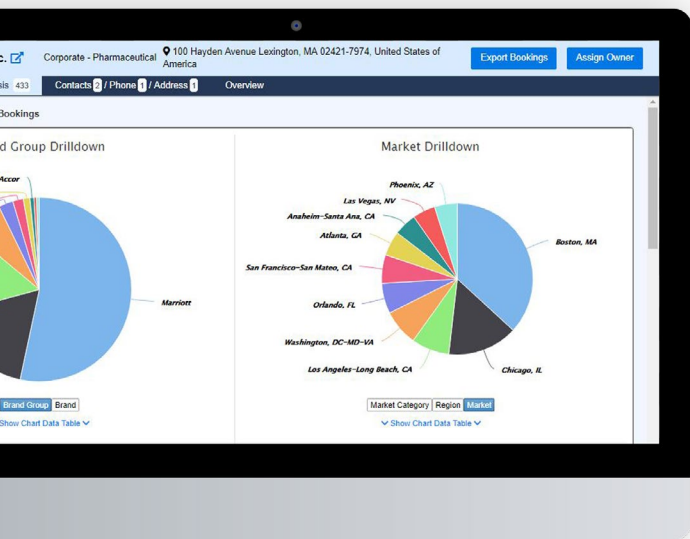 c.
Corporate - Pharmaceutical
100 Hayden Avenue Lexington, MA 02421-7974, United States of
America
Export Bookings
Assign Owner
sis 433
Contacts 2 / Phone 1 / Address 1
Overview
Bookings
d Group Drilldown
Accor
Marriott
Brand Group
Brand
Show Chart Data Table
Market Drilldown
Phoenix, AZ
Las Vegas, NV
Anaheim-Santa Ana, CA
Atlanta, GA
Boston, MA
San Francisco-San Mateo, CA
Orlando, FL
Washington, DC-MD-VA
Los Angeles-Long Beach, CA
Chicago, IL
Market Category
Region
Market
Show Chart Data Table